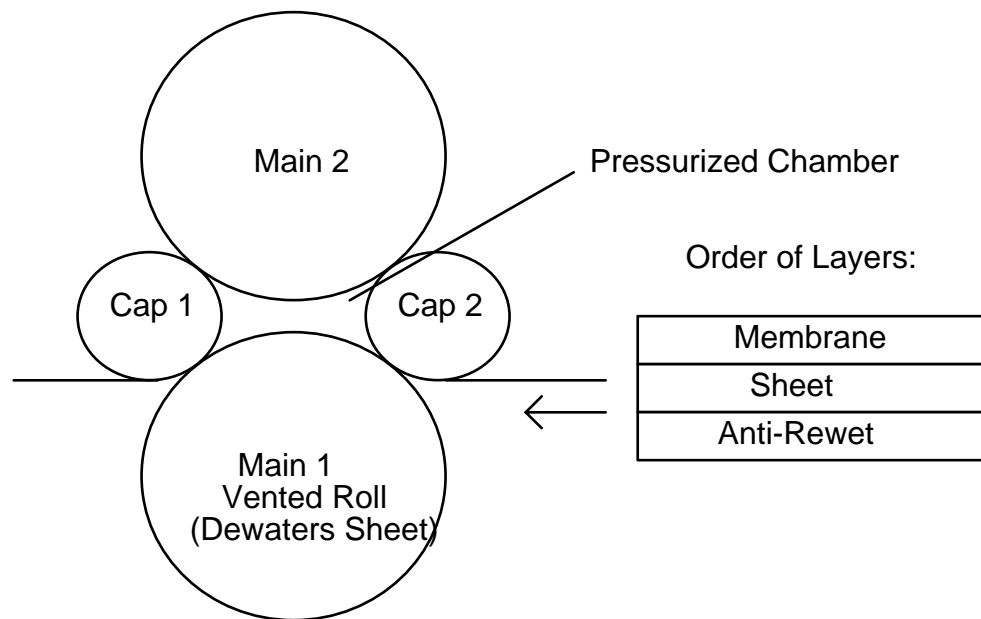 Main 2
Pressurized Chamber
Order of Layers:
Cap 1
Cap 2
Membrane
Sheet
Anti-Rewet
Main 1
Vented Roll
(Dewaters Sheet)